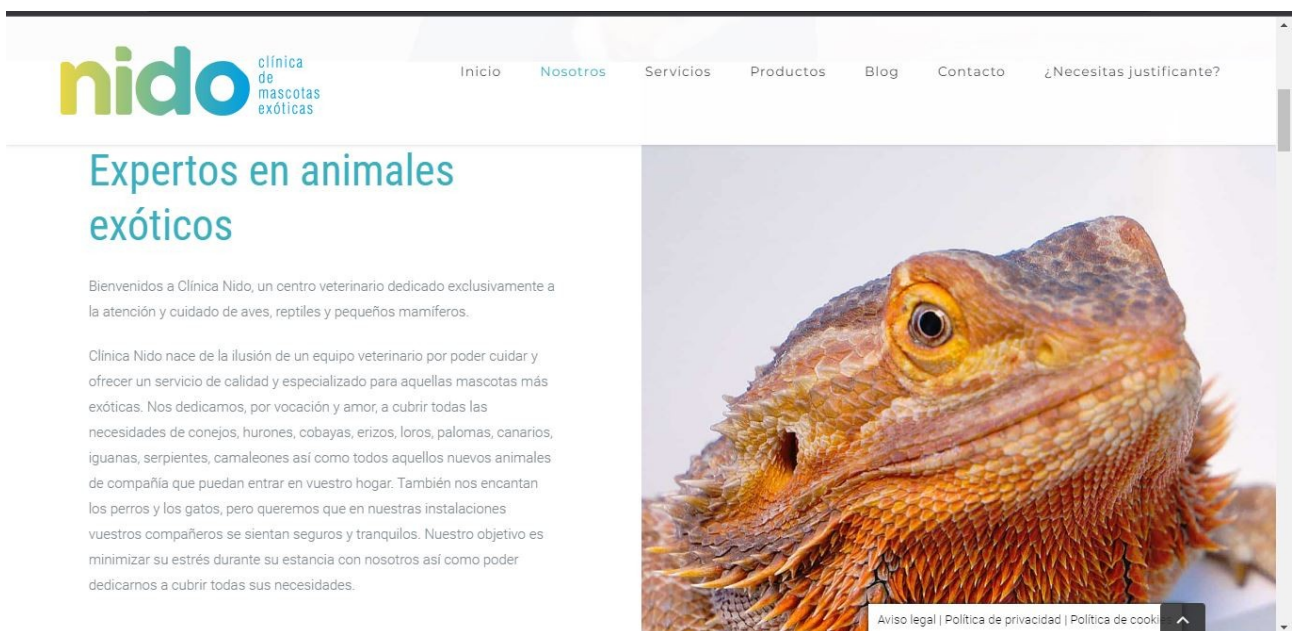 nido
clínica
de
mascotas
exóticas
Inicio Nosotros Servicios Productos Blog Contacto ¿Necesitas justificante?
Expertos en animales
exóticos
Bienvenidos a Clínica Nido, un centro veterinario dedicado exclusivamente a
la atención y cuidado de aves, reptiles y pequeños mamíferos.
Clínica Nido nace de la ilusión de un equipo veterinario por poder cuidar y
ofrecer un servicio de calidad y especializado para aquellas mascotas más
exóticas. Nos dedicamos, por vocación y amor, a cubrir todas las
necesidades de conejos, hurones, cobayas, erizos, loros, palomas, canarios,
iguanas, serpientes, camaleones así como todos aquellos nuevos animales
de compañía que puedan entrar en vuestro hogar. También nos encantan
los perros y los gatos, pero queremos que en nuestras instalaciones
vuestros compañeros se sientan seguros y tranquilos. Nuestro objetivo es
minimizar su estrés durante su estancia con nosotros así como poder
dedicarnos a cubrir todas sus necesidades.
Aviso legal | Política de privacidad | Política de cookies